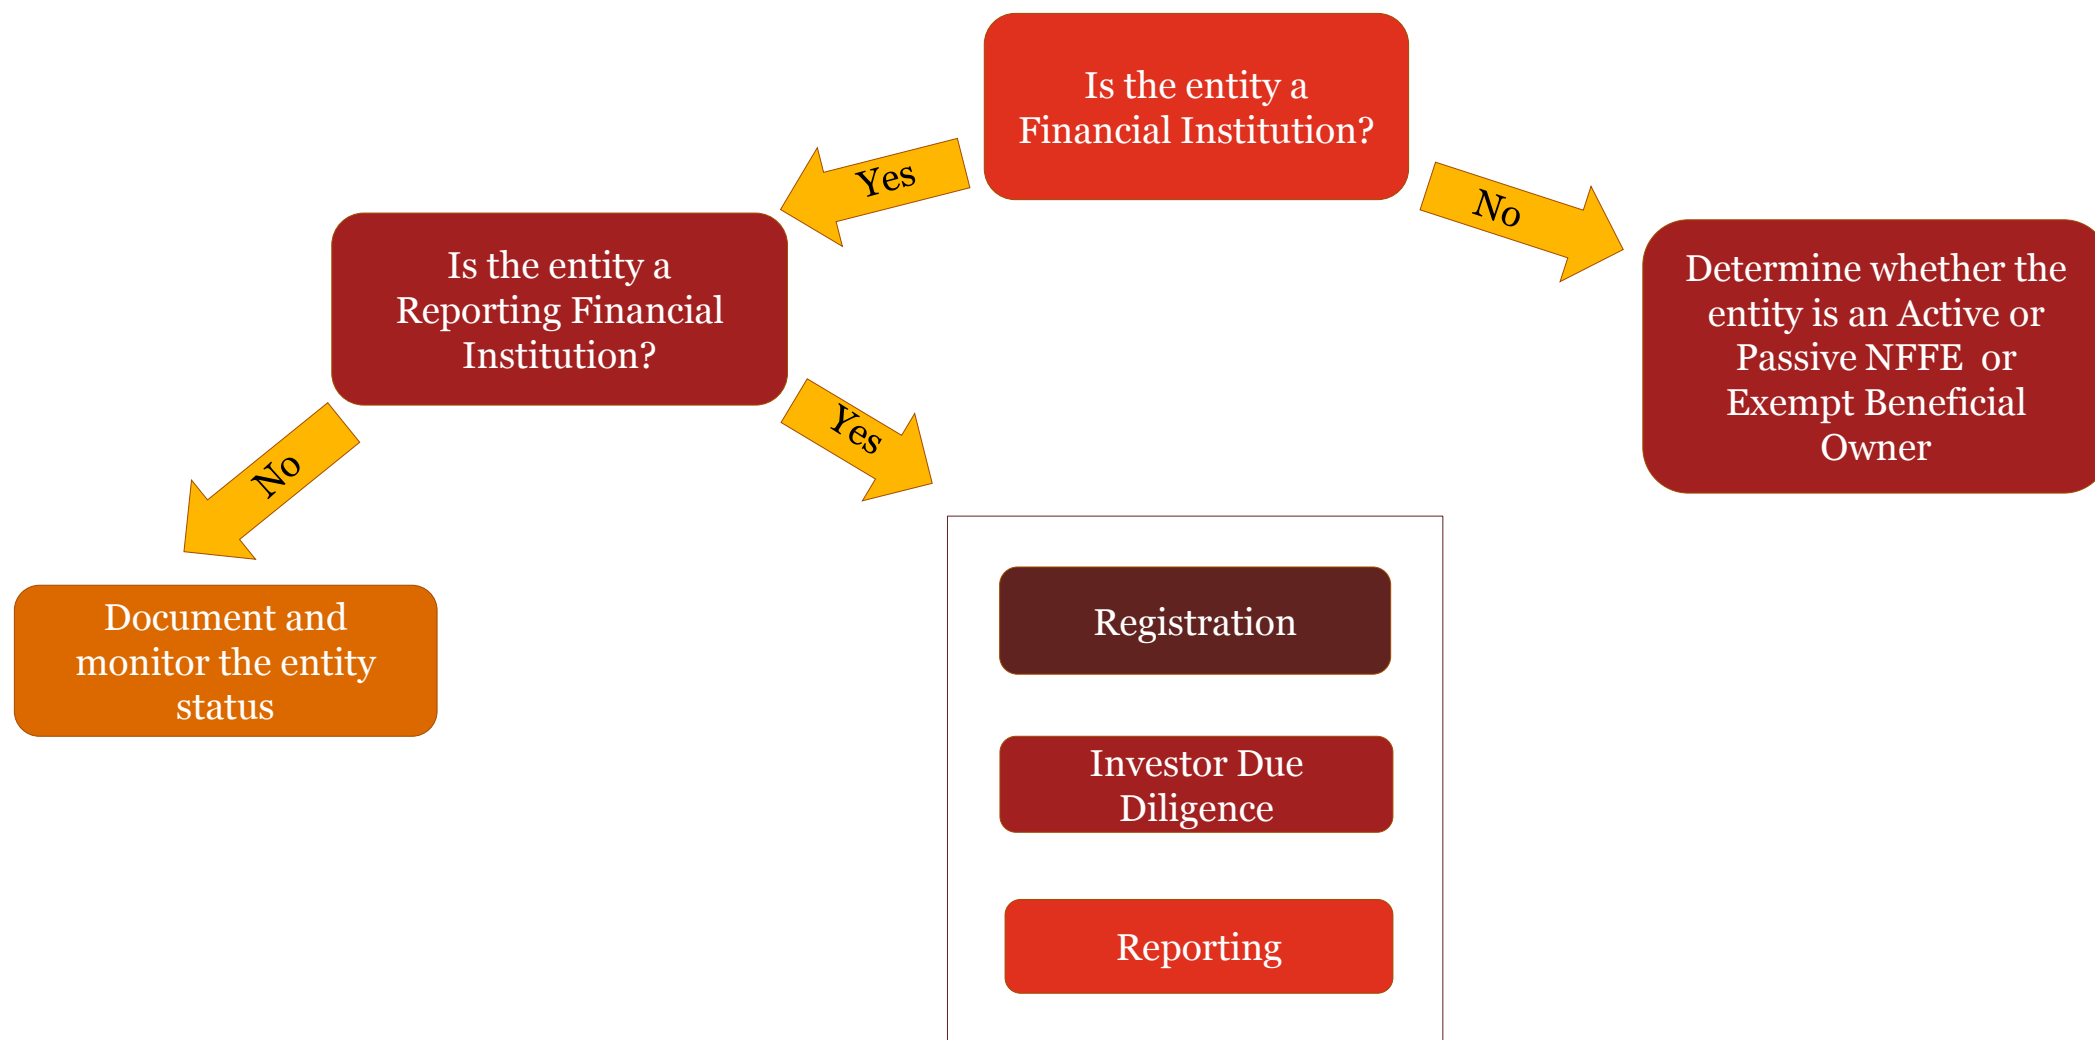 Is the entity a
Financial Institution?
Yes
No
Is the entity a
Reporting Financial
Institution?
Determine whether the
entity is an Active or
Passive NFFE or
Exempt Beneficial
Owner
No
Yes
Document and
monitor the entity
status
Registration
Investor Due
Diligence
Reporting